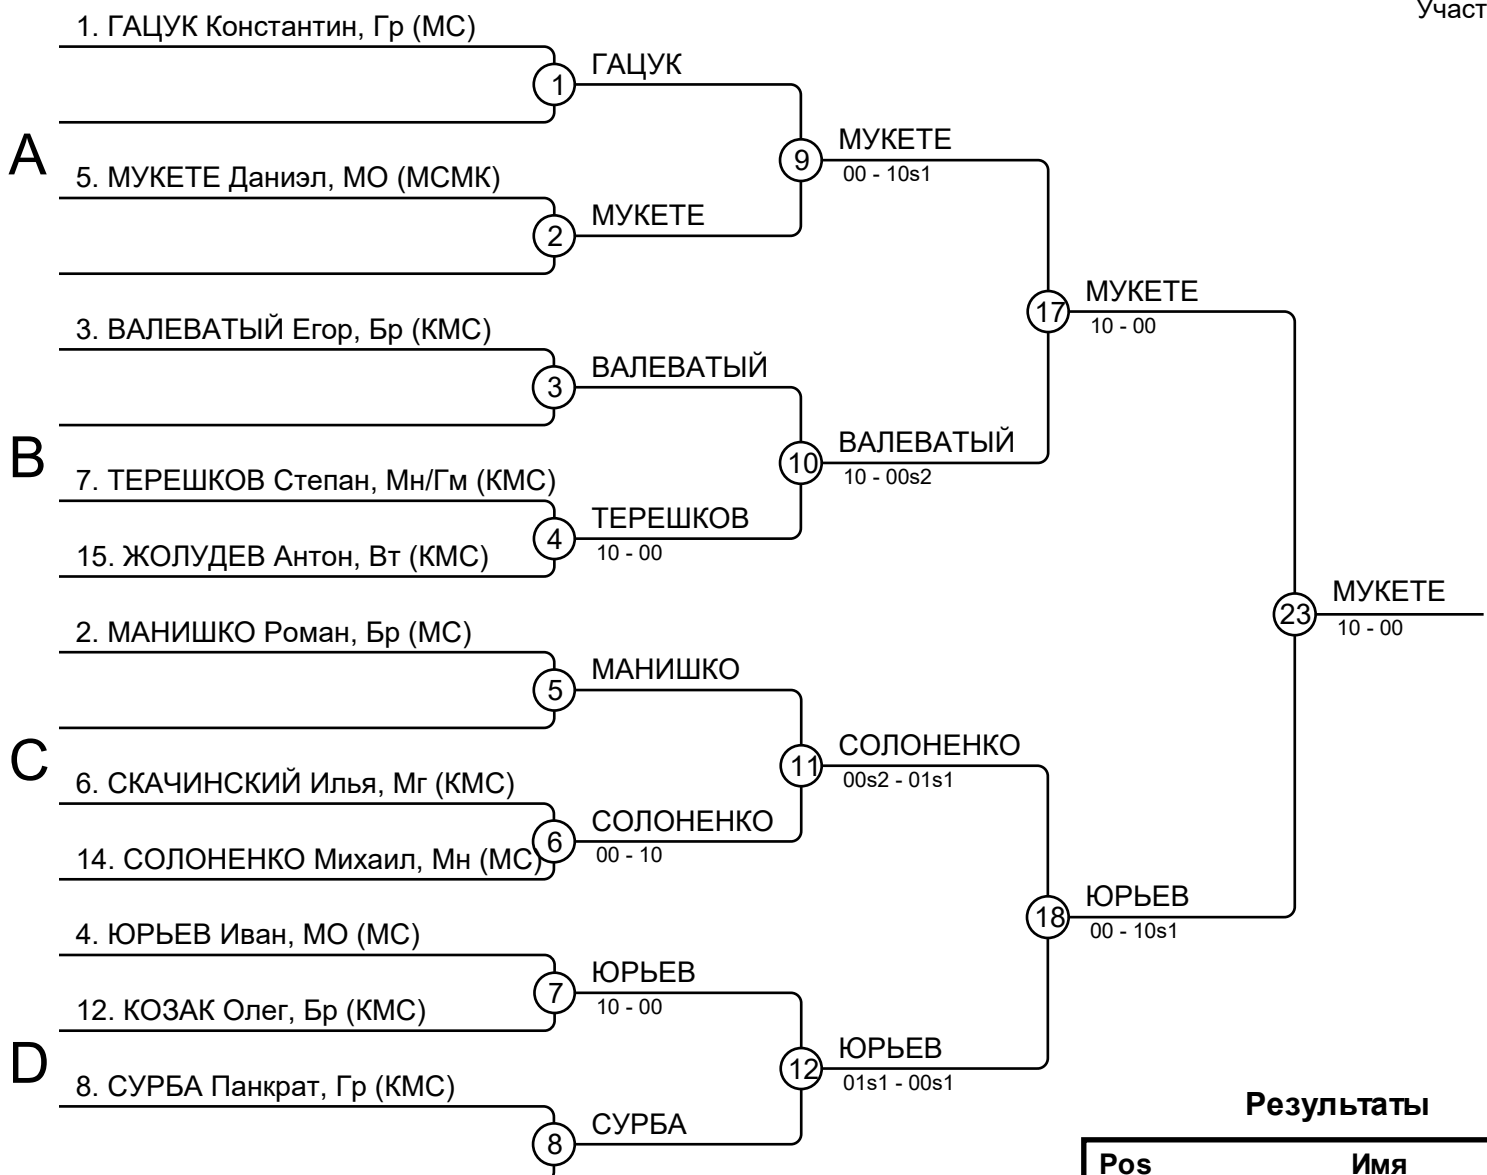 Участ
1. ГАЦУК Константин, Гр (МС)
1
ГАЦУК
A
9
МУКЕТЕ
00 - 10s1
5. МУКЕТЕ Даниэл, МО (МСМК)
2
МУКЕТЕ
17
МУКЕТЕ
10 - 00
3. ВАЛЕВАТЫЙ Егор, Бр (КМС)
3
ВАЛЕВАТЫЙ
B
10
ВАЛЕВАТЫЙ
10 - 00s2
7. ТЕРЕШКОВ Степан, Мн/Гм (КМС)
4
ТЕРЕШКОВ
10 - 00
15. ЖОЛУДЕВ Антон, Вт (КМС)
23
МУКЕТЕ
10 - 00
2. МАНИШКО Роман, Бр (МС)
5
МАНИШКО
C
11
СОЛОНЕНКО
00s2 - 01s1
6. СКАЧИНСКИЙ Илья, Мг (КМС)
6
СОЛОНЕНКО
00 - 10
14. СОЛОНЕНКО Михаил, Мн (МС)
18
ЮРЬЕВ
00 - 10s1
4. ЮРЬЕВ Иван, МО (МС)
7
ЮРЬЕВ
10 - 00
12. КОЗАК Олег, Бр (КМС)
D
12
ЮРЬЕВ
01s1 - 00s1
8. СУРБА Панкрат, Гр (КМС)
8
СУРБА
Результаты
Pos Имя